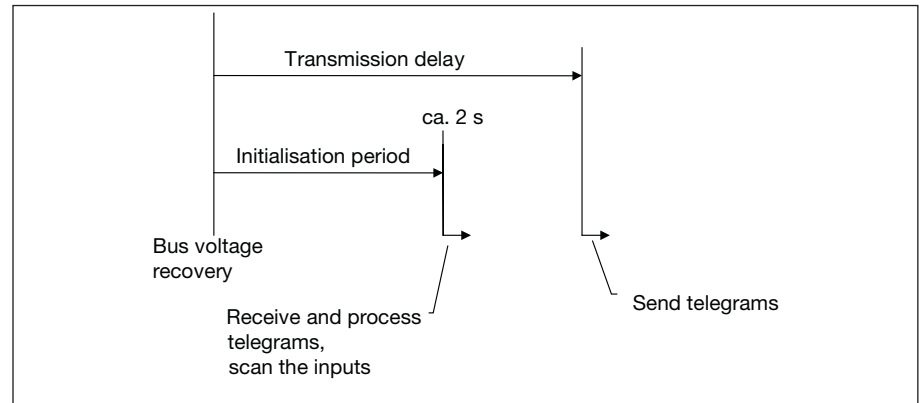 Transmission delay
ca. 2 s
Initialisation period
Bus voltage
recovery
Send telegrams
Receive and process
telegrams,
scan the inputs